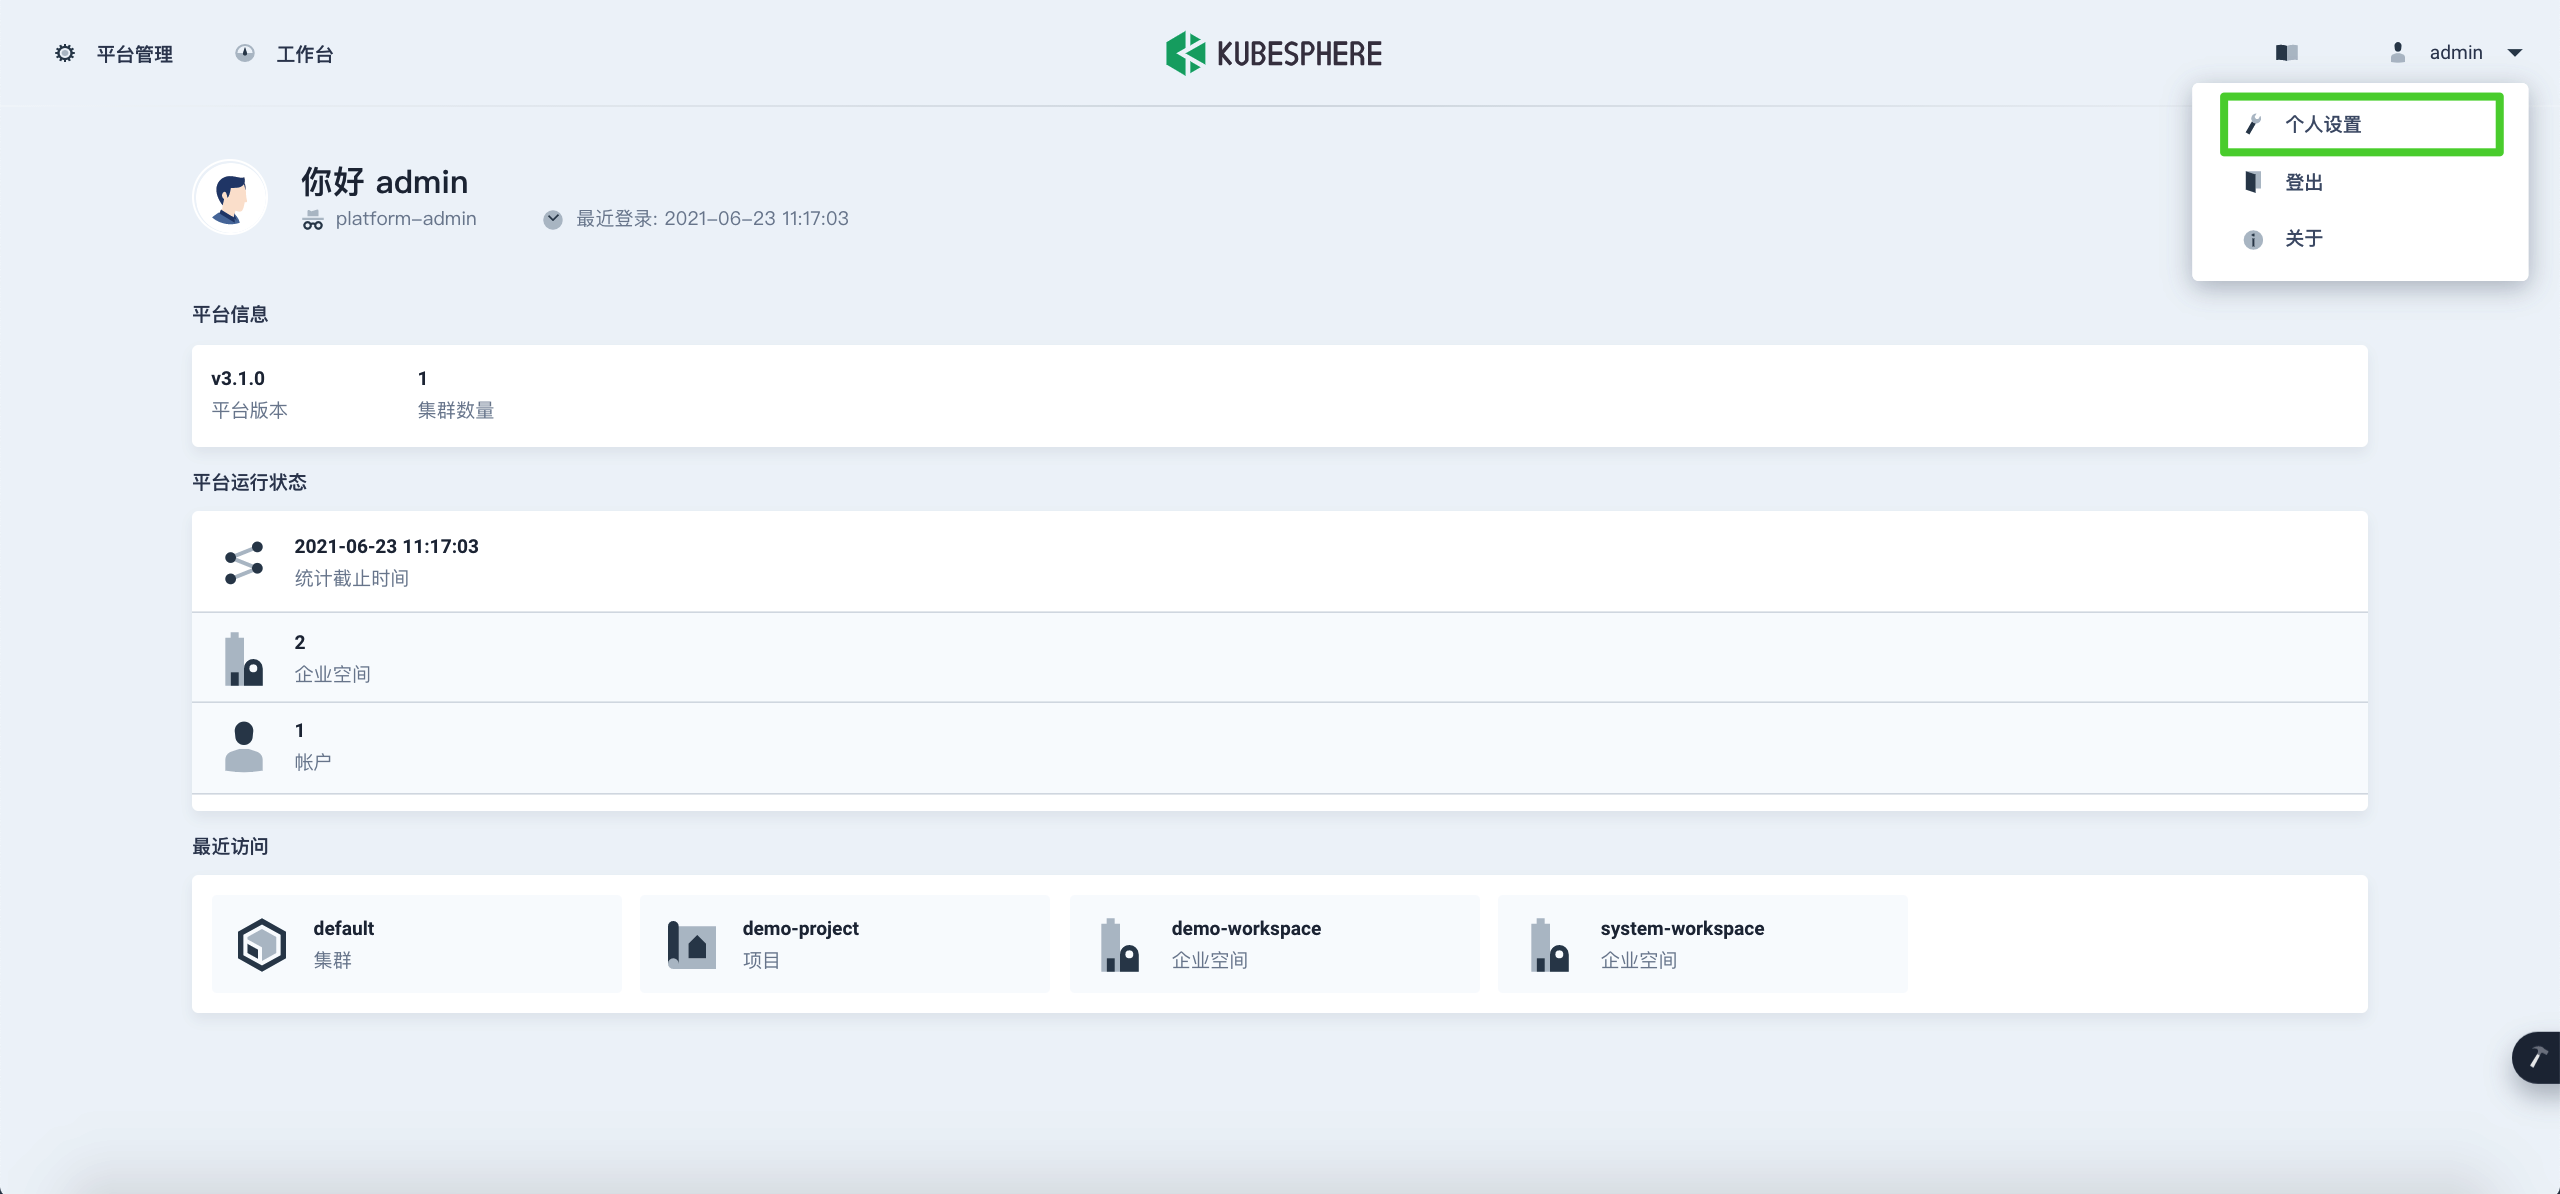 平台管理
工作台
KUBESPHERE
admin
个人设置
登出
关于
你好 admin
platform-admin
最近登录: 2021-06-23 11:17:03
平台信息
v3.1.0
平台版本
1
集群数量
平台运行状态
2021-06-23 11:17:03
统计截止时间
2
企业空间
1
帐户
最近访问
default
集群
demo-project
项目
demo-workspace
企业空间
system-workspace
企业空间